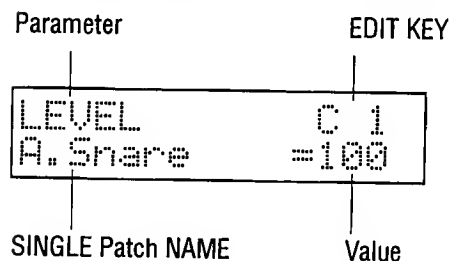 Parameter EDIT KEY
LEVEL C 1
A.Snare =100
SINGLE Patch NAME Value